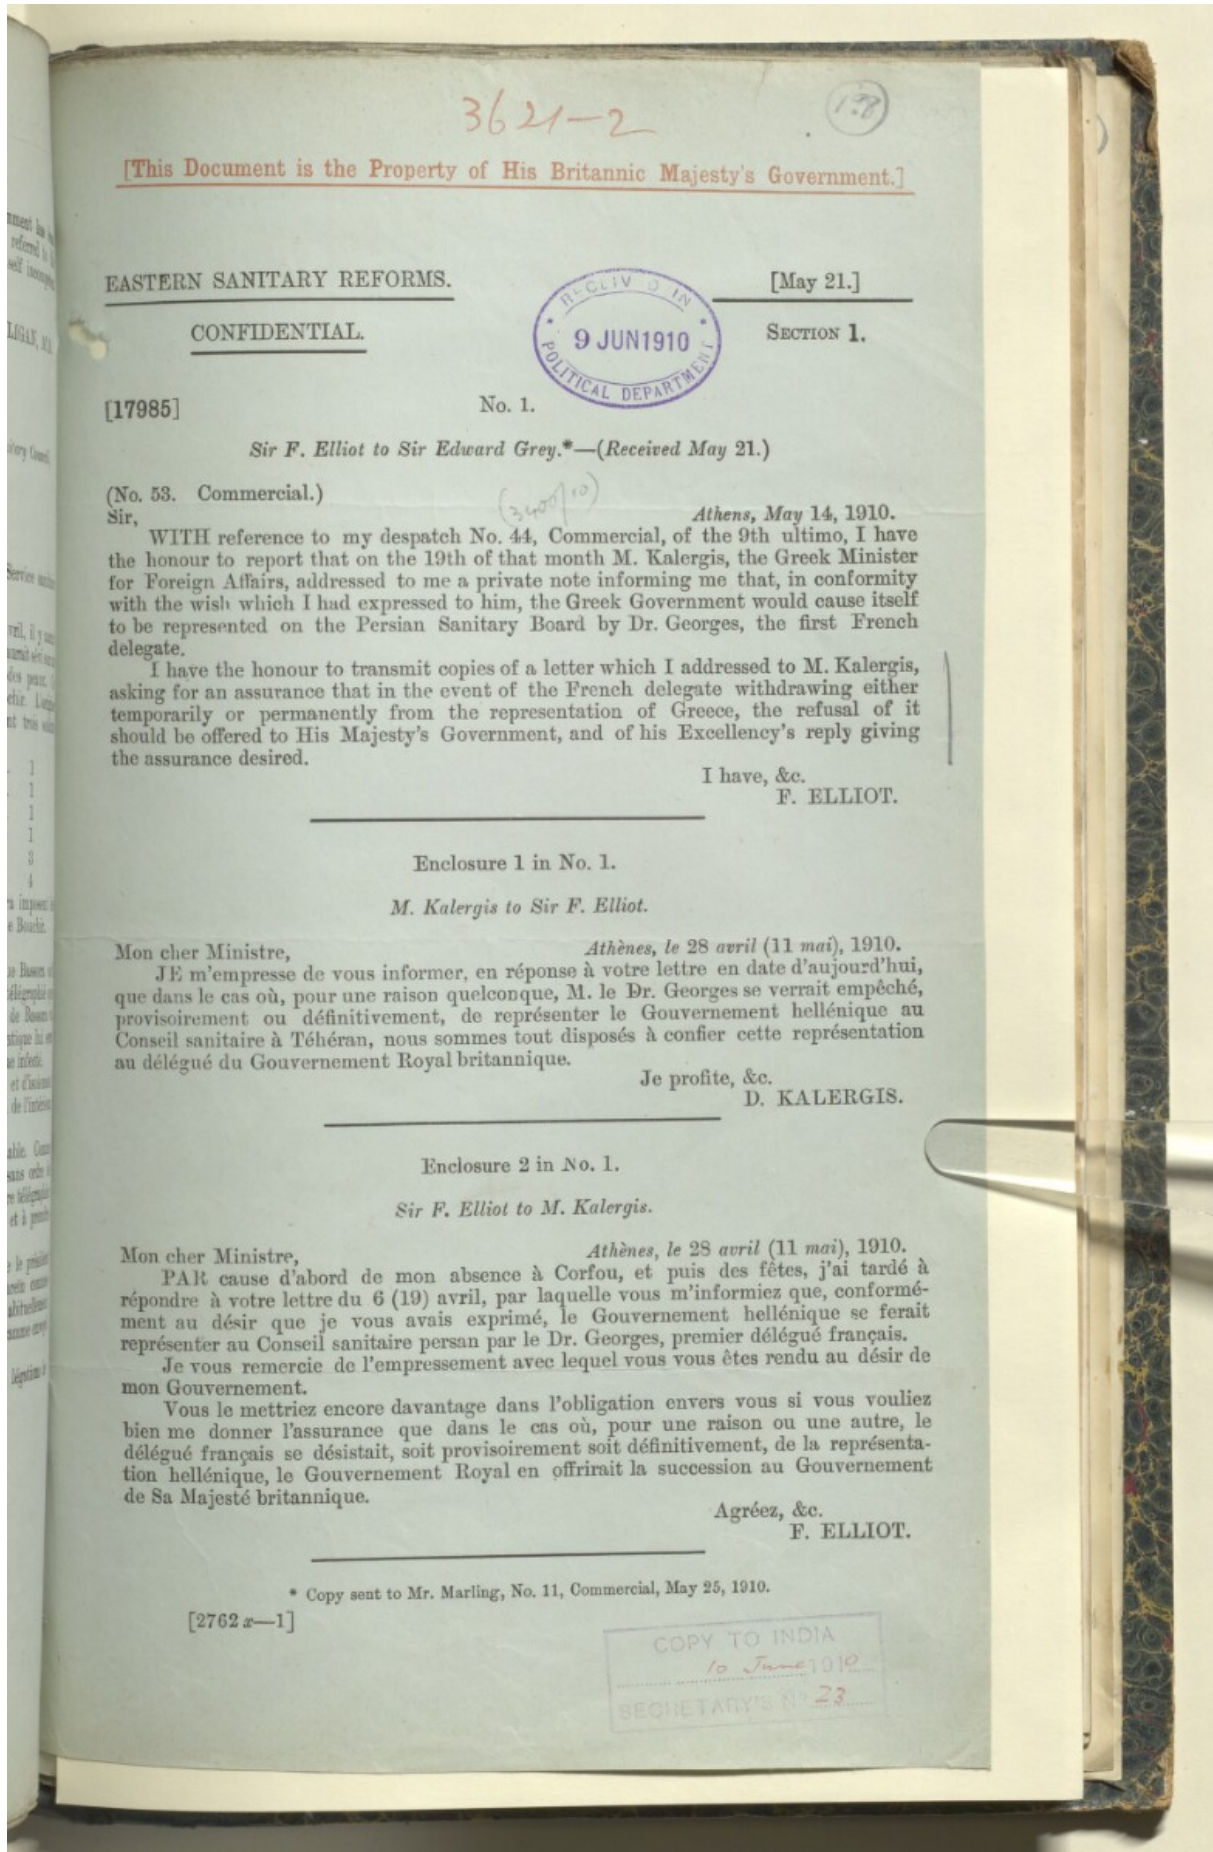 3621-2
[This Document is the Property of His Britannic Majesty's Government.]
EASTERN SANITARY REFORMS.
[May 21.]
CONFIDENTIAL.
SECTION 1.
RECEIVED IN
9 JUN 1910
POLITICAL DEPARTMENT
[17985]
No. 1.
Sir F. Elliot to Sir Edward Grey.*—(Received May 21.)
(No. 53. Commercial.)
(3400/10)
Sir,
Athens, May 14, 1910.
WITH reference to my despatch No. 44, Commercial, of the 9th ultimo, I have
the honour to report that on the 19th of that month M. Kalergis, the Greek Minister
for Foreign Affairs, addressed to me a private note informing me that, in conformity
with the wish which I had expressed to him, the Greek Government would cause itself
to be represented on the Persian Sanitary Board by Dr. Georges, the first French
delegate.
I have the honour to transmit copies of a letter which I addressed to M. Kalergis,
asking for an assurance that in the event of the French delegate withdrawing either
temporarily or permanently from the representation of Greece, the refusal of it
should be offered to His Majesty's Government, and of his Excellency's reply giving
the assurance desired.
I have, &c.
F. ELLIOT.
Enclosure 1 in No. 1.
M. Kalergis to Sir F. Elliot.
Mon cher Ministre,
Athènes, le 28 avril (11 mai), 1910.
JE m'empresse de vous informer, en réponse à votre lettre en date d'aujourd'hui,
que dans le cas où, pour une raison quelconque, M. le Dr. Georges se verrait empêché,
provisoirement ou définitivement, de représenter le Gouvernement hellénique au
Conseil sanitaire à Téhéran, nous sommes tout disposés à confier cette représentation
au délégué du Gouvernement Royal britannique.
Je profite, &c.
D. KALERGIS.
Enclosure 2 in No. 1.
Sir F. Elliot to M. Kalergis.
Mon cher Ministre,
Athènes, le 28 avril (11 mai), 1910.
PAR cause d'abord de mon absence à Corfou, et puis des fêtes, j'ai tardé à
répondre à votre lettre du 6 (19) avril, par laquelle vous m'informiez que, conformé-
ment au désir que je vous avais exprimé, le Gouvernement hellénique se ferait
représenter au Conseil sanitaire persan par le Dr. Georges, premier délégué français.
Je vous remercie de l'empressement avec lequel vous vous êtes rendu au désir de
mon Gouvernement.
Vous le mettriez encore davantage dans l'obligation envers vous si vous vouliez
bien me donner l'assurance que dans le cas où, pour une raison ou une autre, le
délégué français se désistait, soit provisoirement soit définitivement, de la représenta-
tion hellénique, le Gouvernement Royal en offrirait la succession au Gouvernement
de Sa Majesté britannique.
Agréez, &c.
F. ELLIOT.
* Copy sent to Mr. Marling, No. 11, Commercial, May 25, 1910.
[2762 x—1]
COPY TO INDIA
10 June 1910
SECRETARY'S No 23